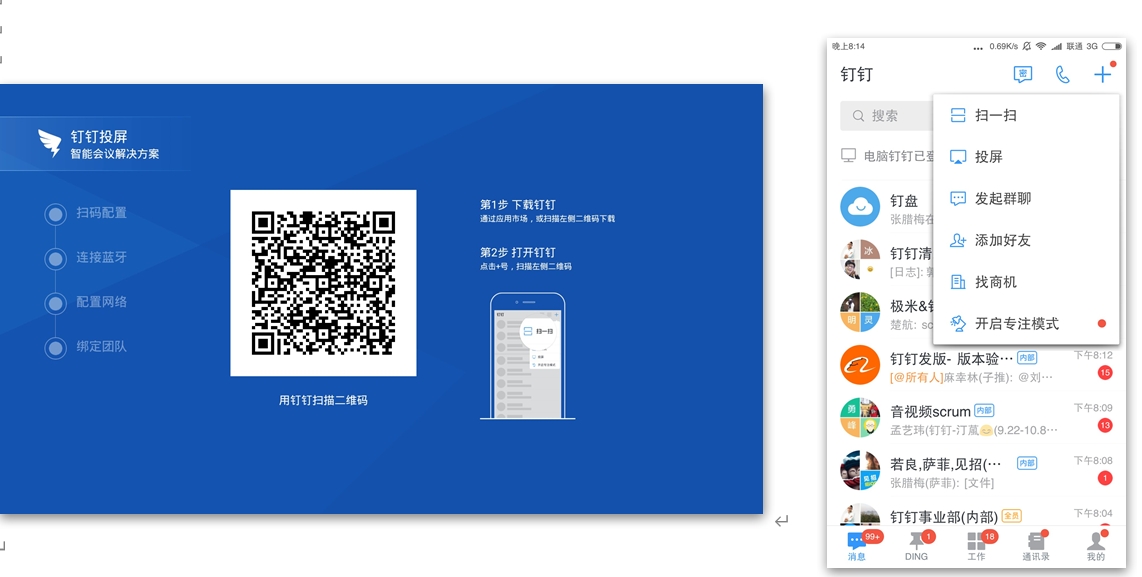 钉钉投屏
智能会议解决方案
扫码配置
连接蓝牙
配置网络
绑定团队
用钉钉扫描二维码
第1步 下载钉钉
通过应用市场，或扫描左侧二维码下载
第2步 打开钉钉
点击+号，扫描左侧二维码
扫一扫
晚上8:14
0.69K/s 联通 3G
钉钉
密
搜索
电脑钉钉已登
扫一扫
投屏
发起群聊
添加好友
找商机
开启专注模式
钉盘
张腊梅在
冰
钉钉清
[日志]:
明 灵
极米&
楚航: sc
钉钉发版- 版本验… 内部 下午8:12
[@所有人]麻幸林(子推): @刘… 15
勇
峰
音视频scrum 内部 下午8:09
孟艺玮(钉钉-汀菰😊(9.22-10.8… 13
若良,萨菲,见招(… 内部 下午8:08
张腊梅(萨菲): [文件] 1
钉钉事业部(内部) 全员 下午8:04
99+ 1 18
消息 DING 工作 通讯录 我的